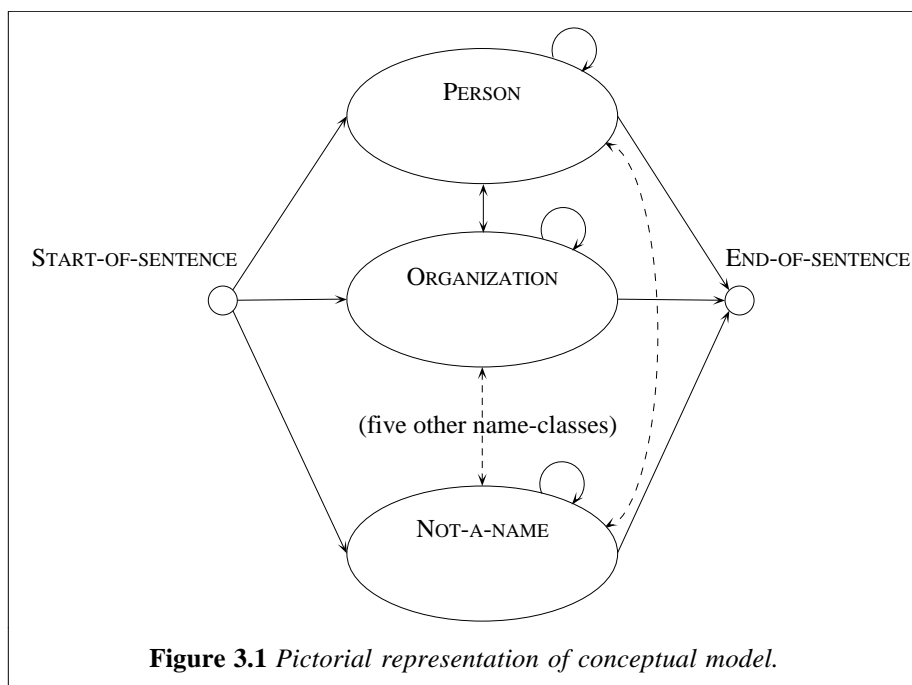 PERSON
START-OF-SENTENCE
END-OF-SENTENCE
ORGANIZATION
(five other name-classes)
NOT-A-NAME
Figure 3.1 Pictorial representation of conceptual model.